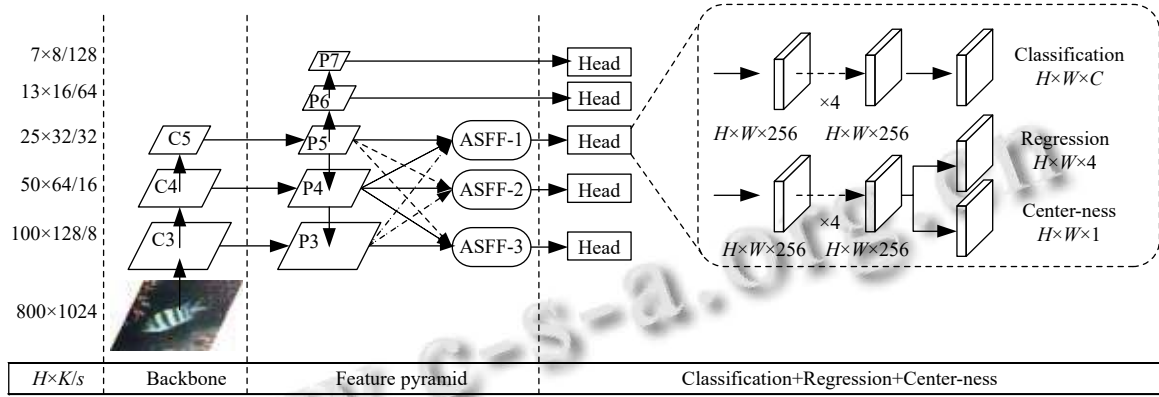 7×8/128
13×16/64
25×32/32
50×64/16
100×128/8
800×1024
C5
C4
C3
P7
P6
P5
P4
P3
ASFF-1
ASFF-2
ASFF-3
Head
Head
Head
Head
Head
×4
H×W×256
H×W×256
Classification
H×W×C
×4
H×W×256
H×W×256
Regression
H×W×4
Center-ness
H×W×1
c-s-a.org.cn
H×K/s
Backbone
Feature pyramid
Classification+Regression+Center-ness